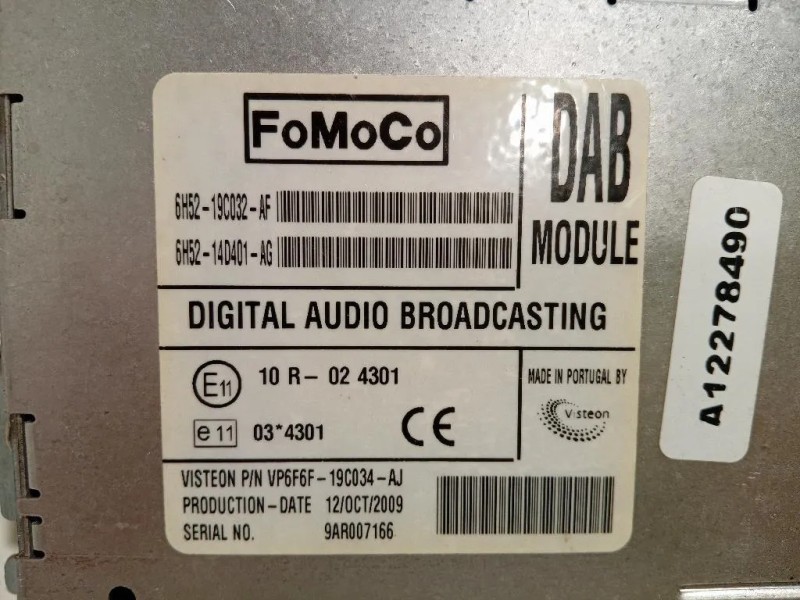 FoMoCo
DAB
MODULE
6H52-19C032-AF
6H52-14D401-AG
DIGITAL AUDIO BROADCASTING
E11 10 R- 02 4301
e 11 03*4301
CE
MADE IN PORTUGAL BY
Visteon
VISTEON P/N VP6F6F-19C034-AJ
PRODUCTION-DATE 12/OCT/2009
SERIAL NO. 9AR007166
A12278490